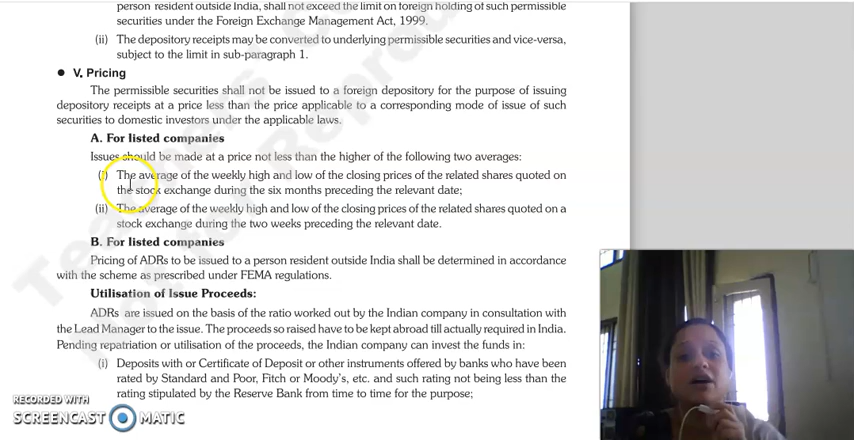 person resident outside India, shall not exceed the limit on foreign holding of such permissible
securities under the Foreign Exchange Management Act, 1999.
(ii) The depository receipts may be converted to underlying permissible securities and vice-versa,
subject to the limit in sub-paragraph 1.
● V. Pricing
The permissible securities shall not be issued to a foreign depository for the purpose of issuing
depository receipts at a price less than the price applicable to a corresponding mode of issue of such
securities to domestic investors under the applicable laws.
A. For listed companies
Issues should be made at a price not less than the higher of the following two averages:
(i) The average of the weekly high and low of the closing prices of the related shares quoted on
the stock exchange during the six months preceding the relevant date;
(ii) The average of the weekly high and low of the closing prices of the related shares quoted on a
stock exchange during the two weeks preceding the relevant date.
B. For listed companies
Pricing of ADRs to be issued to a person resident outside India shall be determined in accordance
with the scheme as prescribed under FEMA regulations.
Utilisation of Issue Proceeds:
ADRs are issued on the basis of the ratio worked out by the Indian company in consultation with
the Lead Manager to the issue. The proceeds so raised have to be kept abroad till actually required in India.
Pending repatriation or utilisation of the proceeds, the Indian company can invest the funds in:
(i) Deposits with or Certificate of Deposit or other instruments offered by banks who have been
rated by Standard and Poor, Fitch or Moody's, etc. and such rating not being less than the
rating stipulated by the Reserve Bank from time to time for the purpose;
RECORDED WITH
SCREENCAST MATIC